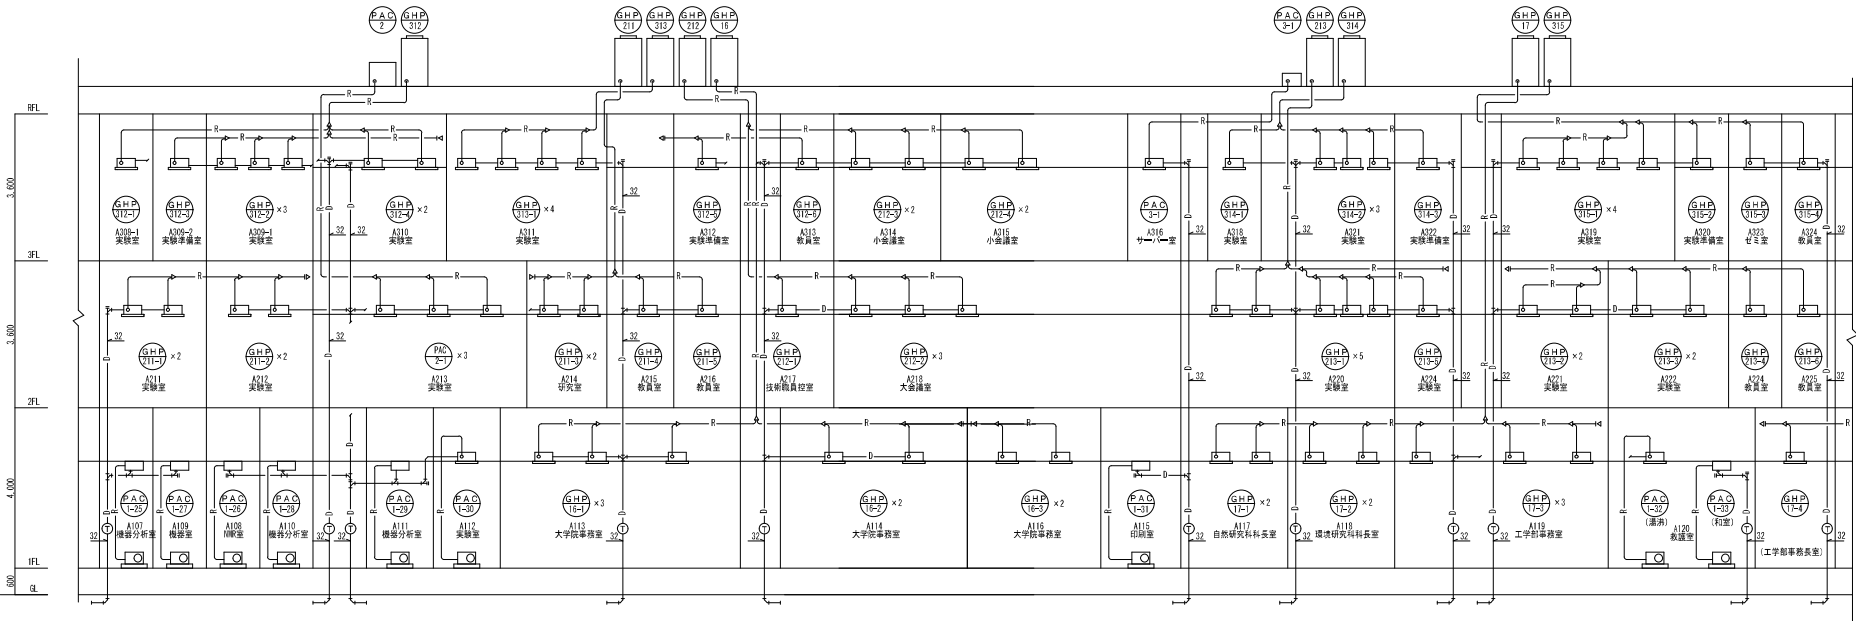 PAC 2
GHP 312
GHP 211
GHP 313
GHP 212
GHP 16
PAC 3-1
GHP 213
GHP 314
GHP 17
GHP 315
RFL
3,600
GHP 312-1
A308-1
実験室
GHP 312-3
A309-2
実験準備室
GHP 312-2 ×3
A309-1
実験室
GHP 312-4 ×2
A310
実験室
GHP 313-1 ×4
A311
実験室
GHP 312-5
A312
実験準備室
GHP 312-6
A313
教員室
GHP 212-3 ×2
A314
小会議室
GHP 212-4 ×2
A315
小会議室
PAC 3-1
A316
サーバー室
GHP 314-1
A318
実験室
GHP 314-2 ×3
A321
実験室
GHP 314-3
A322
実験準備室
GHP 315-1 ×4
A319
実験室
GHP 315-2
A320
実験準備室
GHP 315-3
A323
ゼミ室
GHP 315-4
A324
教員室
3FL
3,600
GHP 211-1 ×2
A211
実験室
GHP 211-2 ×2
A212
実験室
PAC 2-1 ×3
A213
実験室
GHP 211-3 ×2
A214
研究室
GHP 211-4
A215
教員室
GHP 211-5
A216
教員室
GHP 212-1
A217
技術職員控室
GHP 212-2 ×3
A218
大会議室
GHP 213-1 ×5
A220
実験室
GHP 213-6
A224
実験室
GHP 213-2 ×2
A221
実験室
GHP 213-3 ×2
A222
実験室
GHP 213-4
A224
教員室
GHP 213-5
A225
教員室
2FL
4,000
PAC 1-25
A107
機器分析室
PAC 1-27
A109
機器室
PAC 1-26
A108
NMR室
PAC 1-28
A110
機器分析室
PAC 1-29
A111
機器分析室
PAC 1-30
A112
実験室
GHP 16-1 ×3
A113
大学院事務室
GHP 16-2 ×2
A114
大学院事務室
GHP 16-3 ×2
A116
大学院事務室
PAC 1-31
A115
印刷室
GHP 17-1 ×2
A117
自然研究科科長室
GHP 17-2 ×2
A118
環境研究科科長室
GHP 17-3 ×3
A119
工学部事務室
PAC 1-32
(湯沸)
PAC 1-33
(和室)
A120
救護室
GHP 17-4
(工学部事務長室)
1FL
600
GL